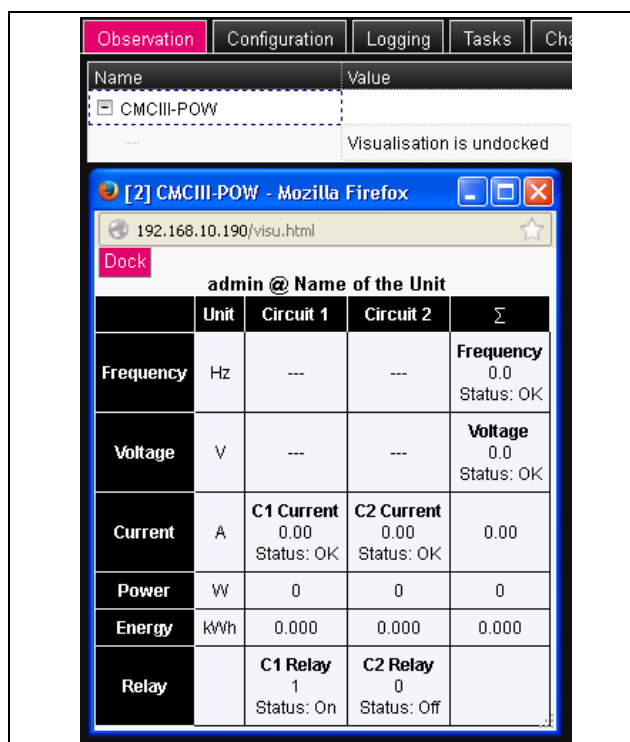 Observation Configuration Logging Tasks Cha
Name Value
CMCIII-POW
Visualisation is undocked
[2] CMCIII-POW - Mozilla Firefox
192.168.10.190/visu.html
Dock
admin @ Name of the Unit
Unit Circuit 1 Circuit 2 Σ
Frequency Hz --- --- Frequency
0.0
Status: OK
Voltage V --- --- Voltage
0.0
Status: OK
Current A C1 Current C2 Current 0.00
0.00 0.00
Status: OK Status: OK
Power W 0 0 0
Energy kWh 0.000 0.000 0.000
Relay C1 Relay C2 Relay
1 0
Status: On Status: Off